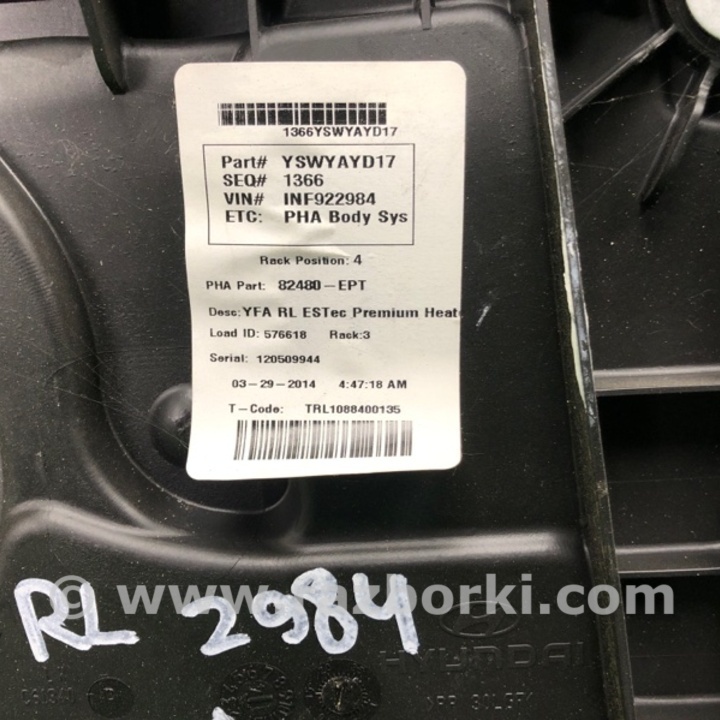 1366YSWYAYD17
Part# YSWYAYD17
SEQ# 1366
VIN# INF922984
ETC: PHA Body Sys
Rack Position: 4
PHA Part: 82480-EPT
Desc: YFA RL ESTec Premium Heat
Load ID: 576618 Rack: 3
Serial: 120509944
03-29-2014 4:47:18 AM
T-Code: TRL1088400135
© www.razborki.com
RL 2984
HYUNDAI